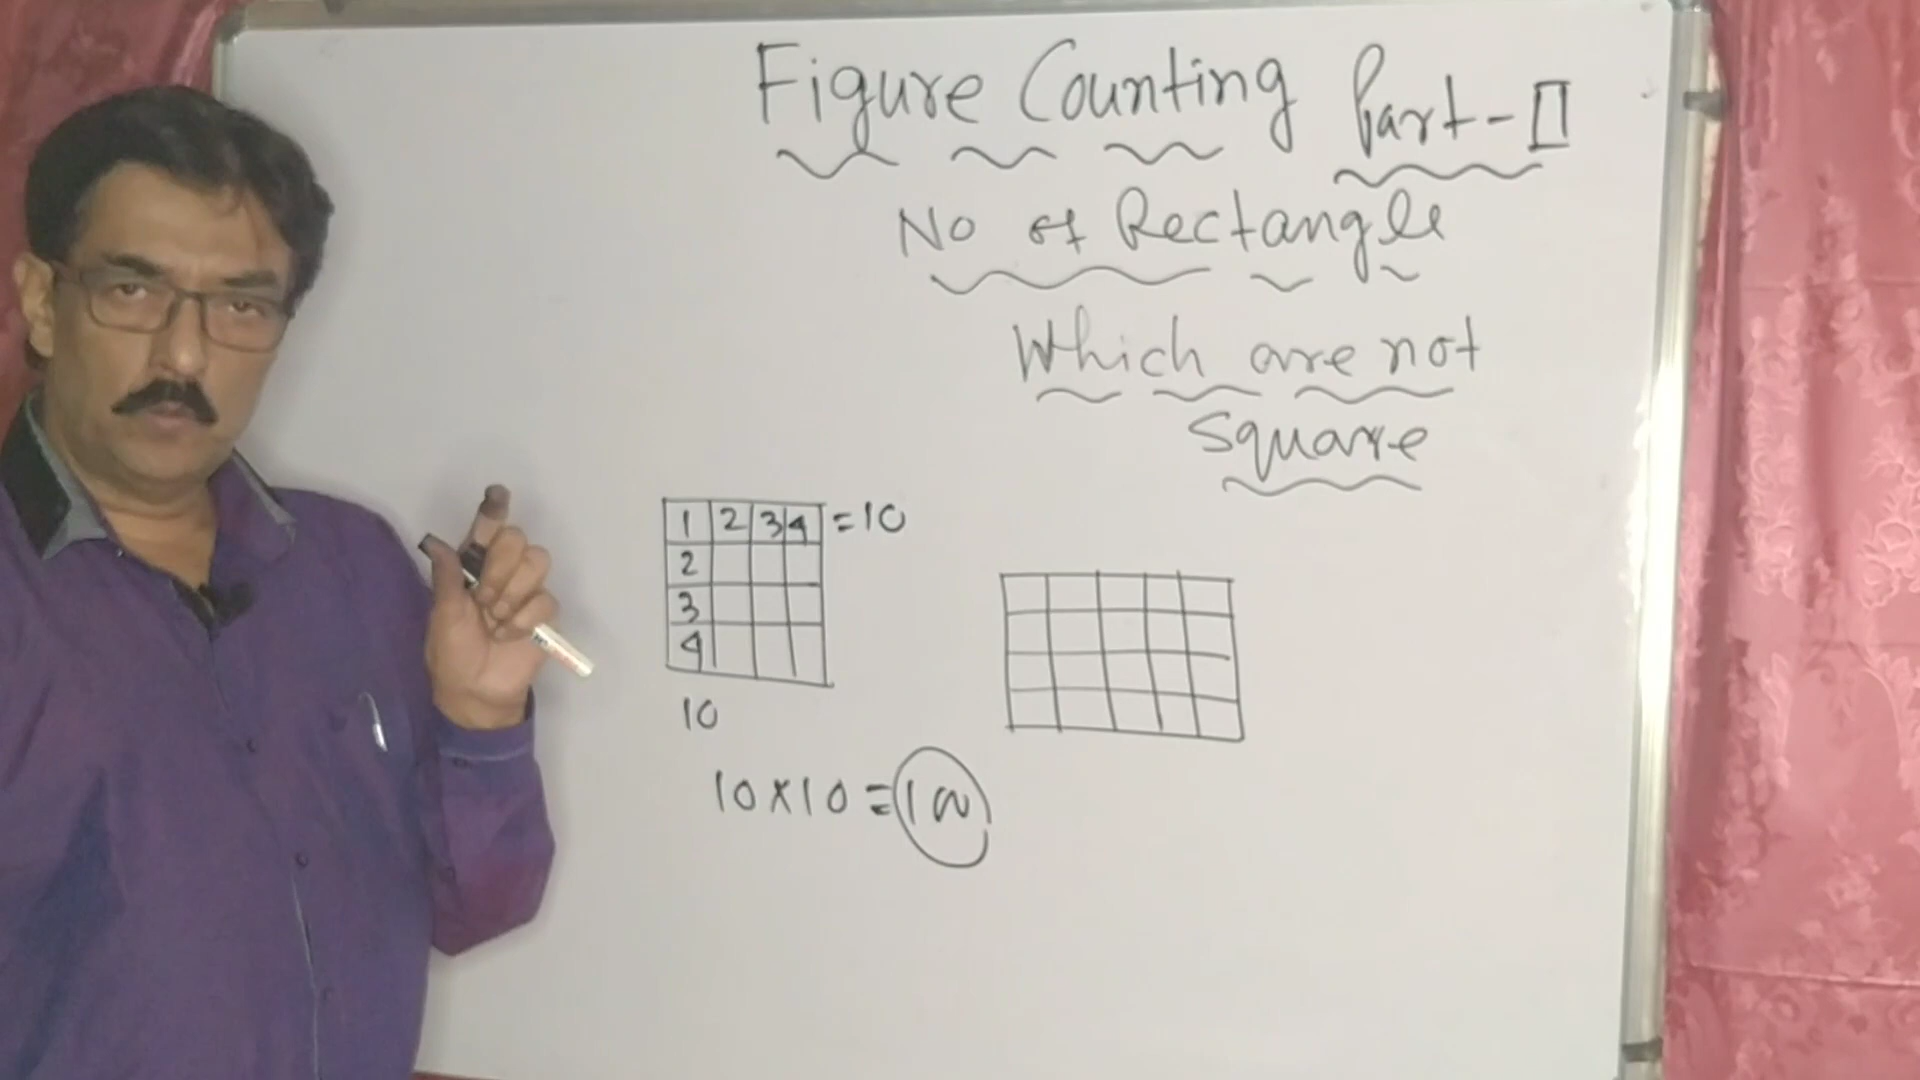 Figure Counting Part-II
No of Rectangle
Which are not
Square
1 2 3 4 =10
2
3
4
10
10x10=100